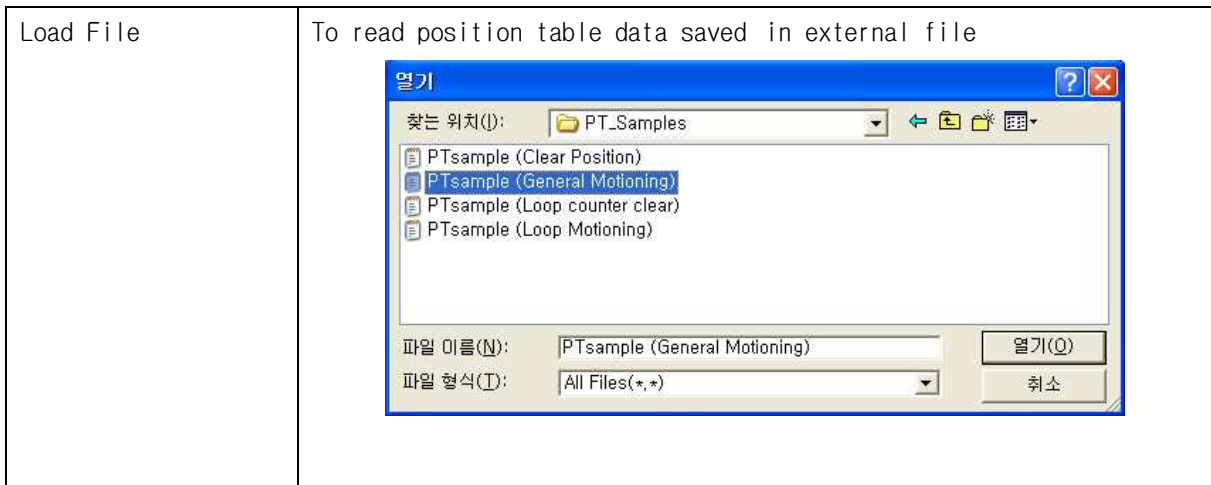 Load File
To read position table data saved in external file
열기
찾는 위치(I):
PT_Samples
PTsample (Clear Position)
PTsample (General Motioning)
PTsample (Loop counter clear)
PTsample (Loop Motioning)
파일 이름(N):
PTsample (General Motioning)
열기(O)
파일 형식(T):
All Files(*.*)
취소